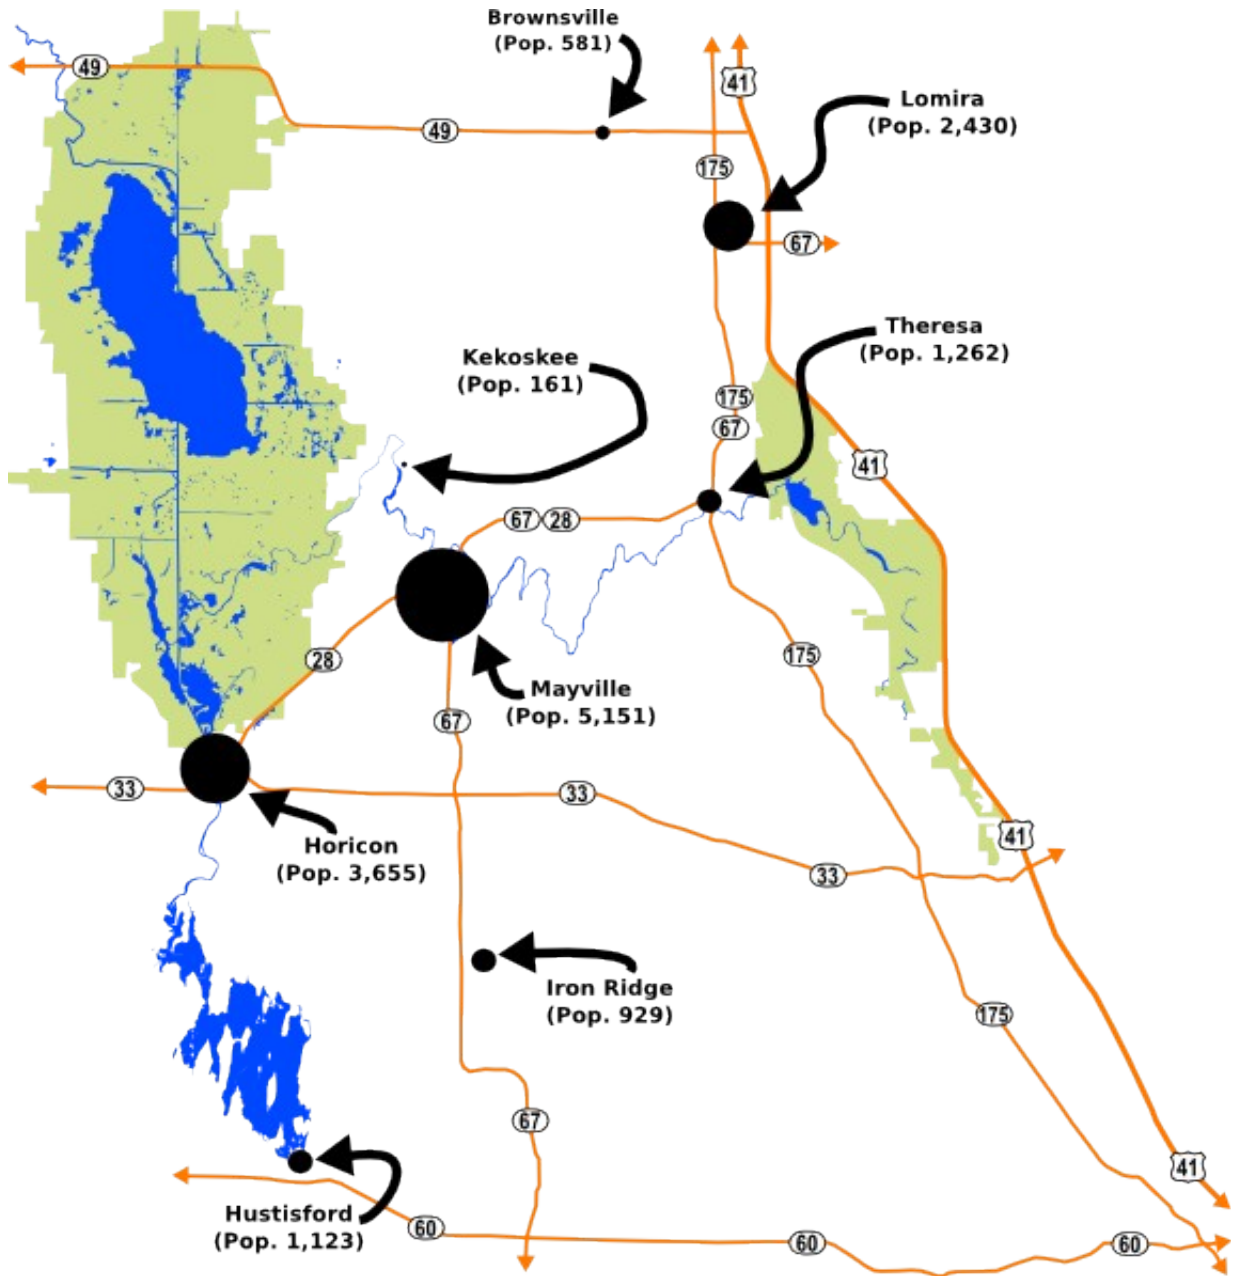 Brownsville
(Pop. 581)
49
41
Lomira
(Pop. 2,430)
49
175
67
Theresa
(Pop. 1,262)
Kekoskee
(Pop. 161)
175
67
41
67
28
28
175
Mayville
(Pop. 5,151)
67
33
33
41
Horicon
(Pop. 3,655)
33
Iron Ridge
(Pop. 929)
175
67
41
Hustisford
(Pop. 1,123)
60
60
60